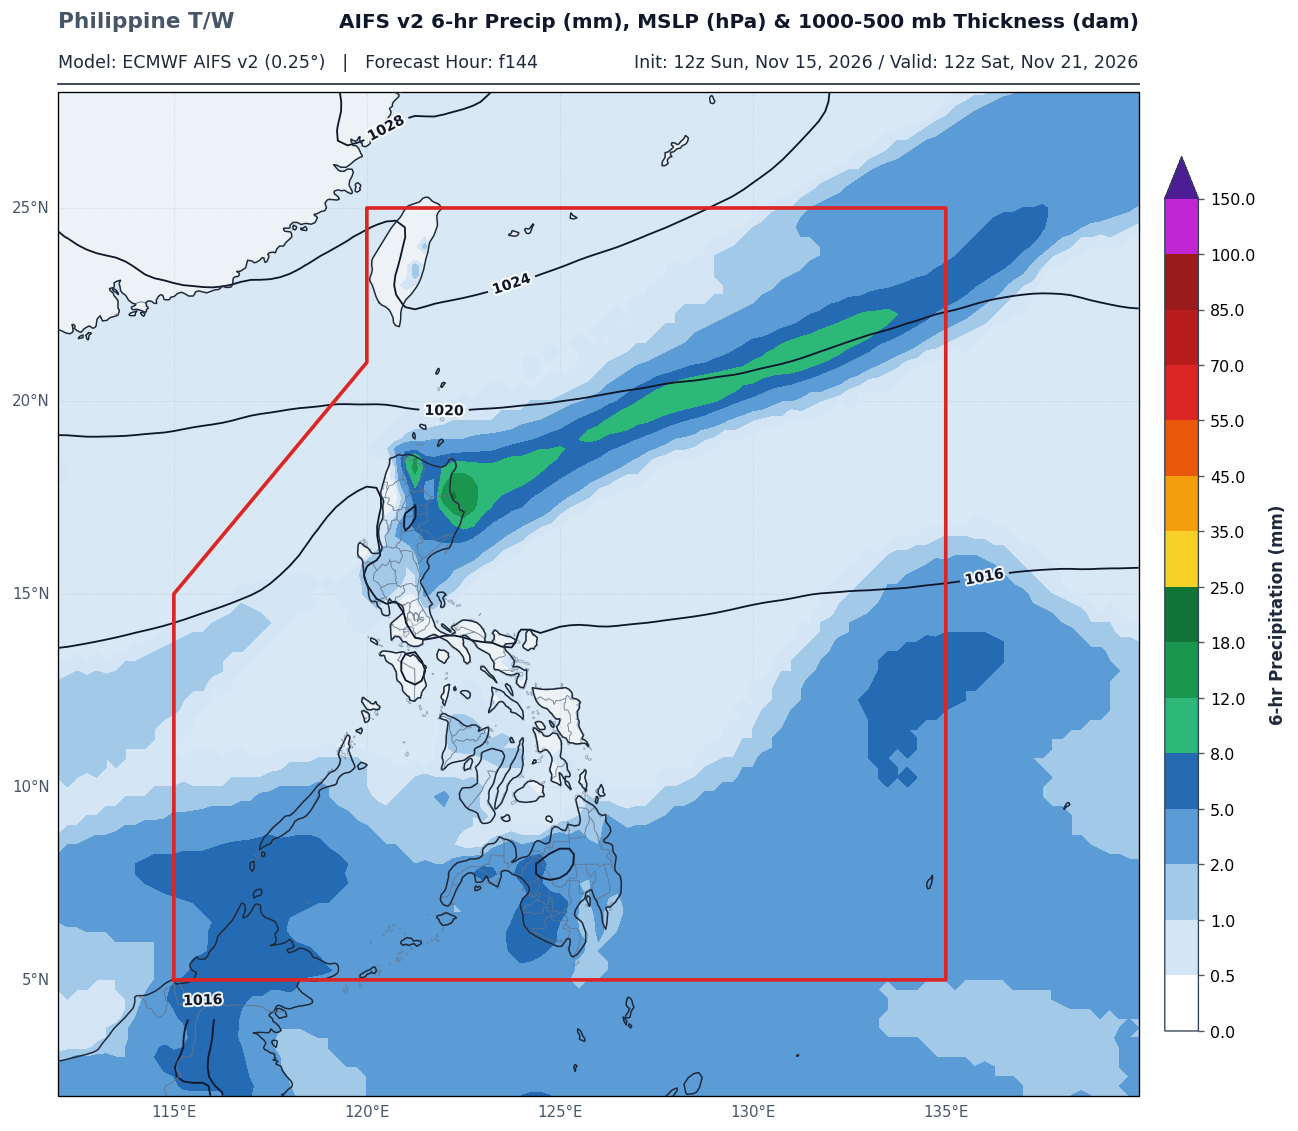 Philippine T/W
AIFS v2 6-hr Precip (mm), MSLP (hPa) & 1000-500 mb Thickness (dam)
Model: ECMWF AIFS v2 (0.25°)   |   Forecast Hour: f144
Init: 12z Sun, Nov 15, 2026 / Valid: 12z Sat, Nov 21, 2026
1028
25°N
1024
20°N
1020
15°N
1016
10°N
5°N
1016
115°E
120°E
125°E
130°E
135°E
150.0
100.0
85.0
70.0
55.0
45.0
35.0
25.0
18.0
12.0
8.0
5.0
2.0
1.0
0.5
0.0
6-hr Precipitation (mm)